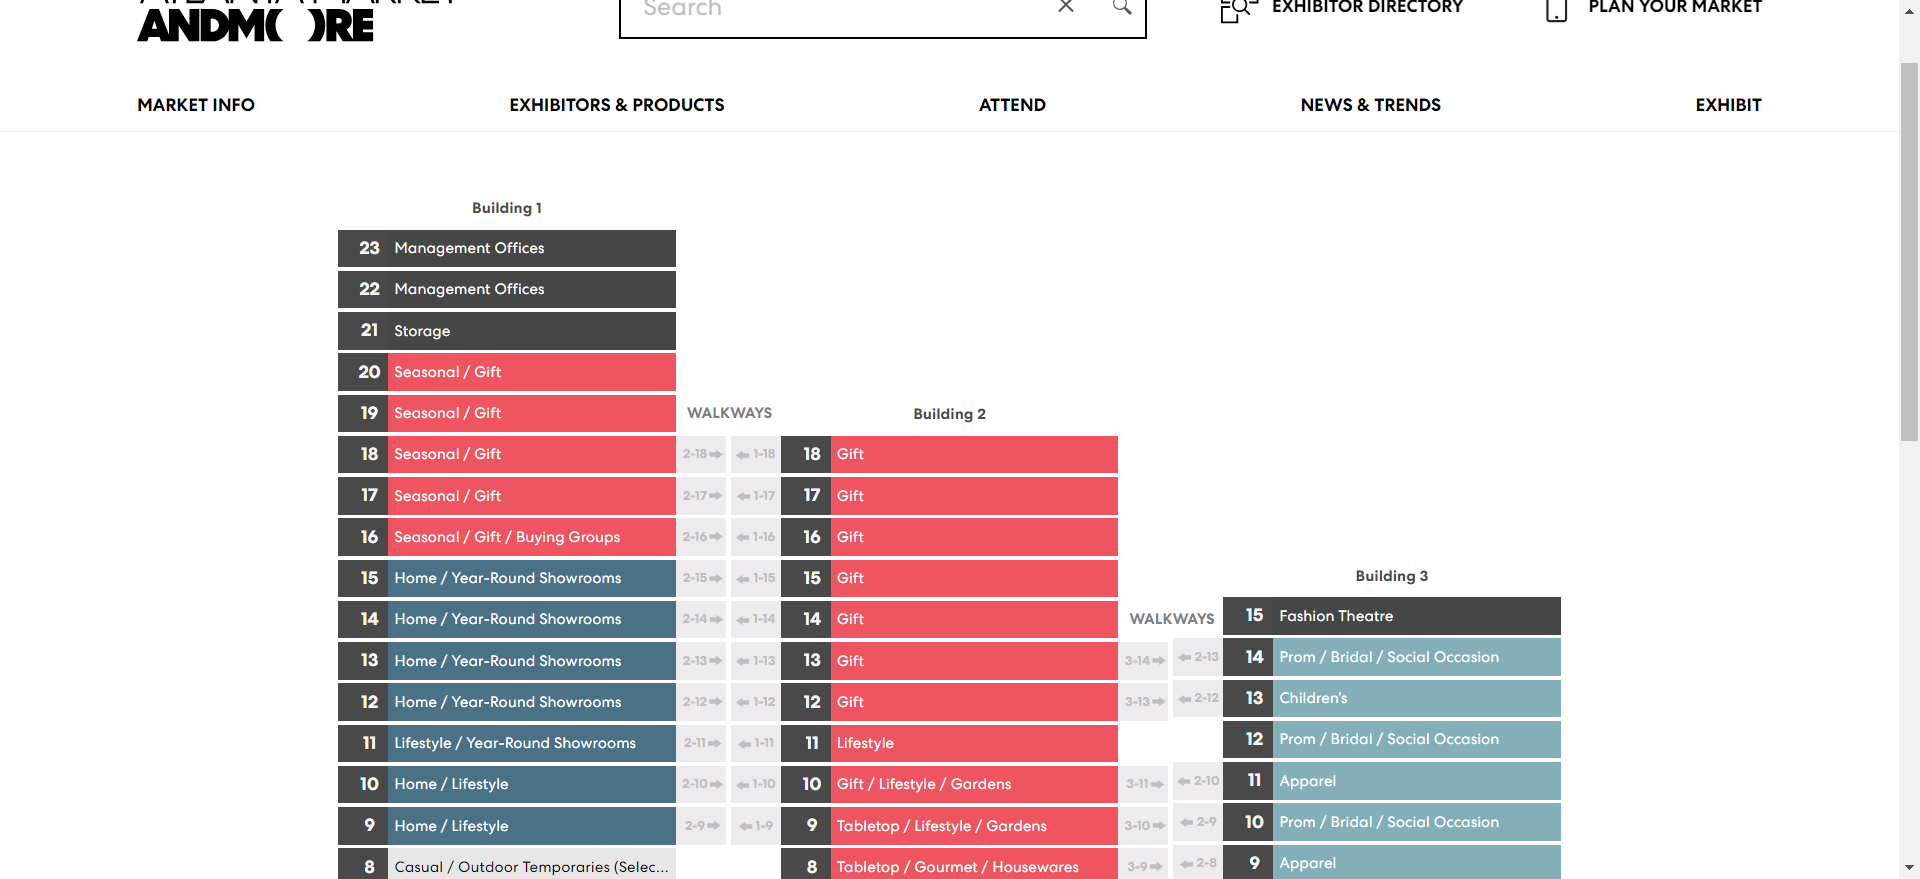 ATLANTA MARKET
ANDMORE
Search
EXHIBITOR DIRECTORY
PLAN YOUR MARKET
MARKET INFO
EXHIBITORS & PRODUCTS
ATTEND
NEWS & TRENDS
EXHIBIT
Building 1
23 Management Offices
22 Management Offices
21 Storage
20 Seasonal / Gift
19 Seasonal / Gift
WALKWAYS
Building 2
18 Seasonal / Gift 2-18 1-18 18 Gift
17 Seasonal / Gift 2-17 1-17 17 Gift
16 Seasonal / Gift / Buying Groups 2-16 1-16 16 Gift
15 Home / Year-Round Showrooms 2-15 1-15 15 Gift
Building 3
14 Home / Year-Round Showrooms 2-14 1-14 14 Gift WALKWAYS 15 Fashion Theatre
13 Home / Year-Round Showrooms 2-13 1-13 13 Gift 3-14 2-13 14 Prom / Bridal / Social Occasion
12 Home / Year-Round Showrooms 2-12 1-12 12 Gift 3-13 2-12 13 Children's
11 Lifestyle / Year-Round Showrooms 2-11 1-11 11 Lifestyle 12 Prom / Bridal / Social Occasion
10 Home / Lifestyle 2-10 1-10 10 Gift / Lifestyle / Gardens 3-11 2-10 11 Apparel
9 Home / Lifestyle 2-9 1-9 9 Tabletop / Lifestyle / Gardens 3-10 2-9 10 Prom / Bridal / Social Occasion
8 Casual / Outdoor Temporaries (Selec... 8 Tabletop / Gourmet / Housewares 3-9 2-8 9 Apparel